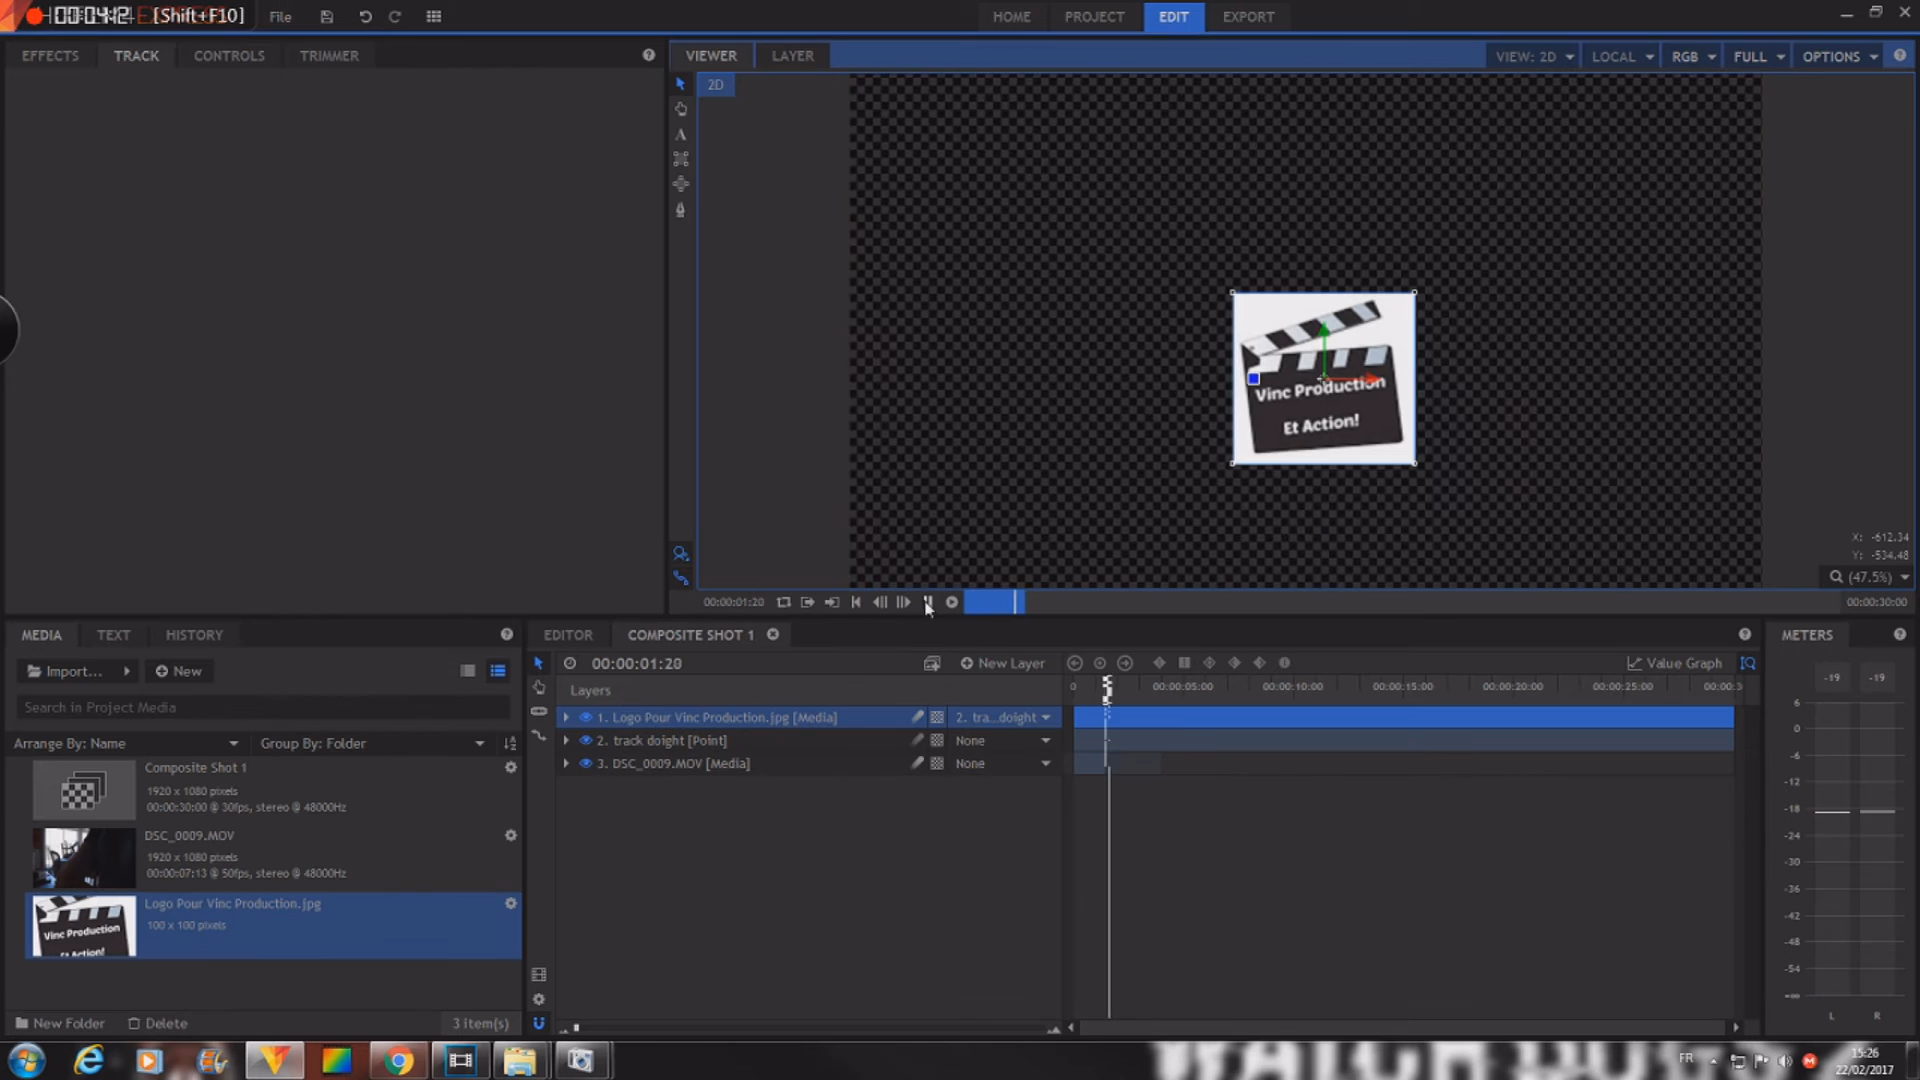 00:04:12 [Shift+F10] File HOME PROJECT EDIT EXPORT
EFFECTS TRACK CONTROLS TRIMMER
VIEWER LAYER VIEW: 2D LOCAL RGB FULL OPTIONS
2D
Vinc Production
Et Action!
X: -612.34
Y: -534.48
(47.5%)
00:00:01:20 00:00:30:00
MEDIA TEXT HISTORY
Import... New
Search in Project Media
Arrange By: Name Group By: Folder
Composite Shot 1
1920 x 1080 pixels
00:00:30:00 @ 30fps, stereo @ 48000Hz
DSC_0009.MOV
1920 x 1080 pixels
00:00:07:13 @ 50fps, stereo @ 48000Hz
Logo Pour Vinc Production.jpg
100 x 100 pixels
Vinc Production
Et Action!
New Folder Delete 3 item(s)
EDITOR COMPOSITE SHOT 1
00:00:01:20 New Layer Value Graph
Layers
0 00:00:05:00 00:00:10:00 00:00:15:00 00:00:20:00 00:00:25:00 00:00:3
1. Logo Pour Vinc Production.jpg [Media] 2. tra...doight
2. track doight [Point] None
3. DSC_0009.MOV [Media] None
METERS
-19 -19
6
0
-6
-12
-18
-24
-30
-36
-42
-48
-54
-∞
L R
FR
15:26
22/02/2017